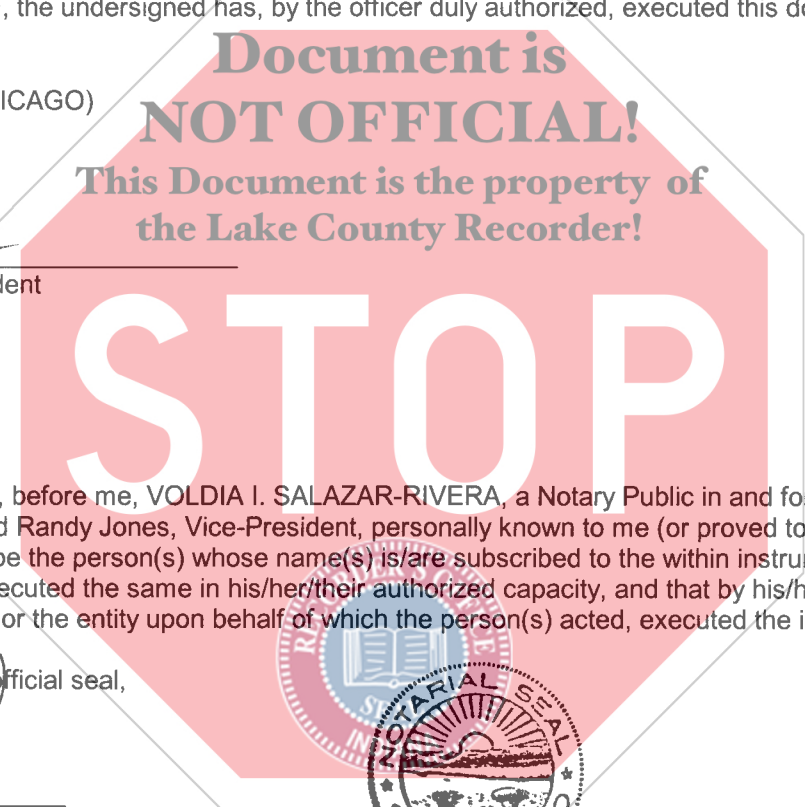 , the undersigned has, by the officer duly authorized, executed this do
Document is
ICAGO)
NOT OFFICIAL!
This Document is the property of
the Lake County Recorder!
dent
STOP
, before me, VOLDIA I. SALAZAR-RIVERA, a Notary Public in and fo
d Randy Jones, Vice-President, personally known to me (or proved to
be the person(s) whose name(s) is/are subscribed to the within instru
ecuted the same in his/her/their authorized capacity, and that by his/h
or the entity upon behalf of which the person(s) acted, executed the i
RECORDER'S OFFICE
fficial seal,
SEAL
INDIANA
NOTARIAL SEAL